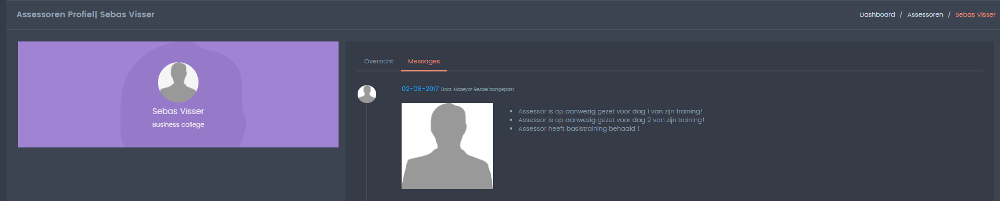 Assessoren Profiel| Sebas Visser
Dashboard / Assessoren / Sebas Visser
Sebas Visser
Business college
Overzicht Messages
02-06-2017 Door Mazeyar Rezaei aangepast
Assessor is op aanwezig gezet voor dag 1 van zijn training!
Assessor is op aanwezig gezet voor dag 2 van zijn training!
Assessor heeft basistraining behaald !